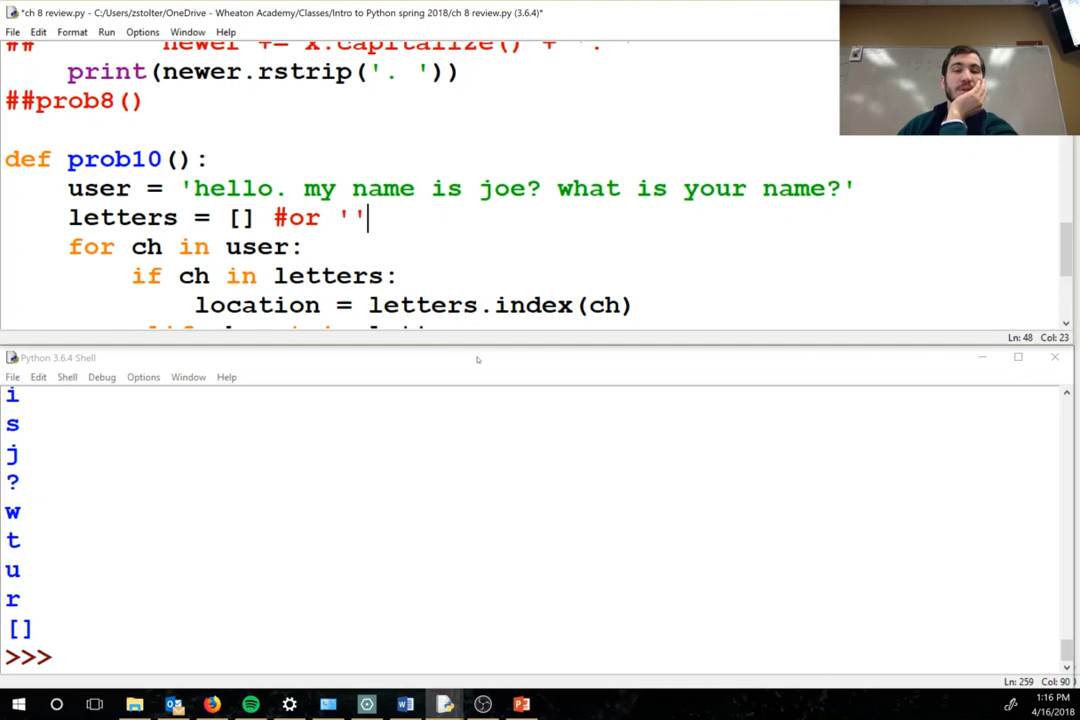 *ch 8 review.py - C:/Users/zstolter/OneDrive - Wheaton Academy/Classes/Intro to Python spring 2018/ch 8 review.py (3.6.4)*
File Edit Format Run Options Window Help
## newer += x.capitalize() + '. '
print(newer.rstrip('. '))
##prob8()
def prob10():
user = 'hello. my name is joe? what is your name?'
letters = [] #or ''
for ch in user:
if ch in letters:
location = letters.index(ch)
Ln: 48 Col: 23
Python 3.6.4 Shell
File Edit Shell Debug Options Window Help
i
s
j
?
w
t
u
r
[]
>>>
Ln: 259 Col: 90
1:16 PM
4/16/2018